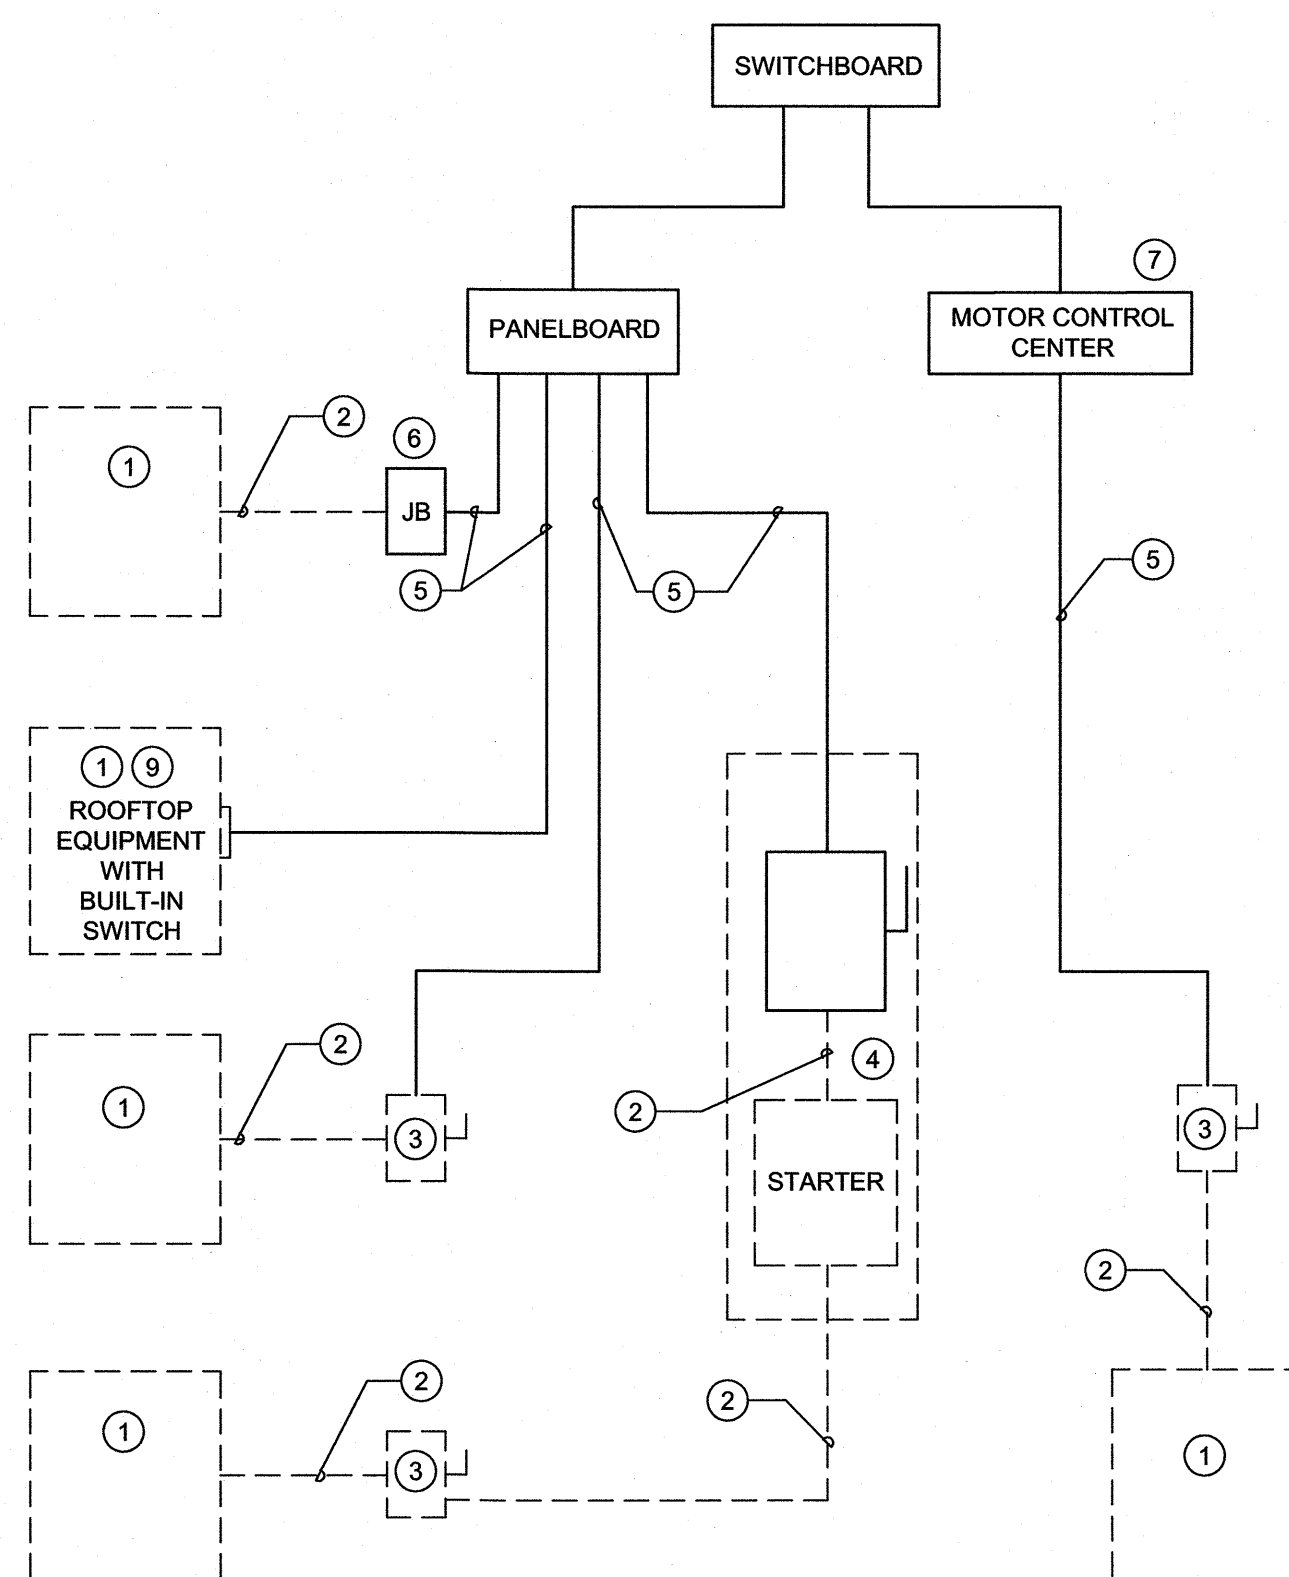 SWITCHBOARD
7
PANELBOARD
MOTOR CONTROL
CENTER
2
6
1
JB
5
5
5
1 9
ROOFTOP
EQUIPMENT
WITH
BUILT-IN
SWITCH
2
4
1
2
3
3
STARTER
2
2
2
1
3
1